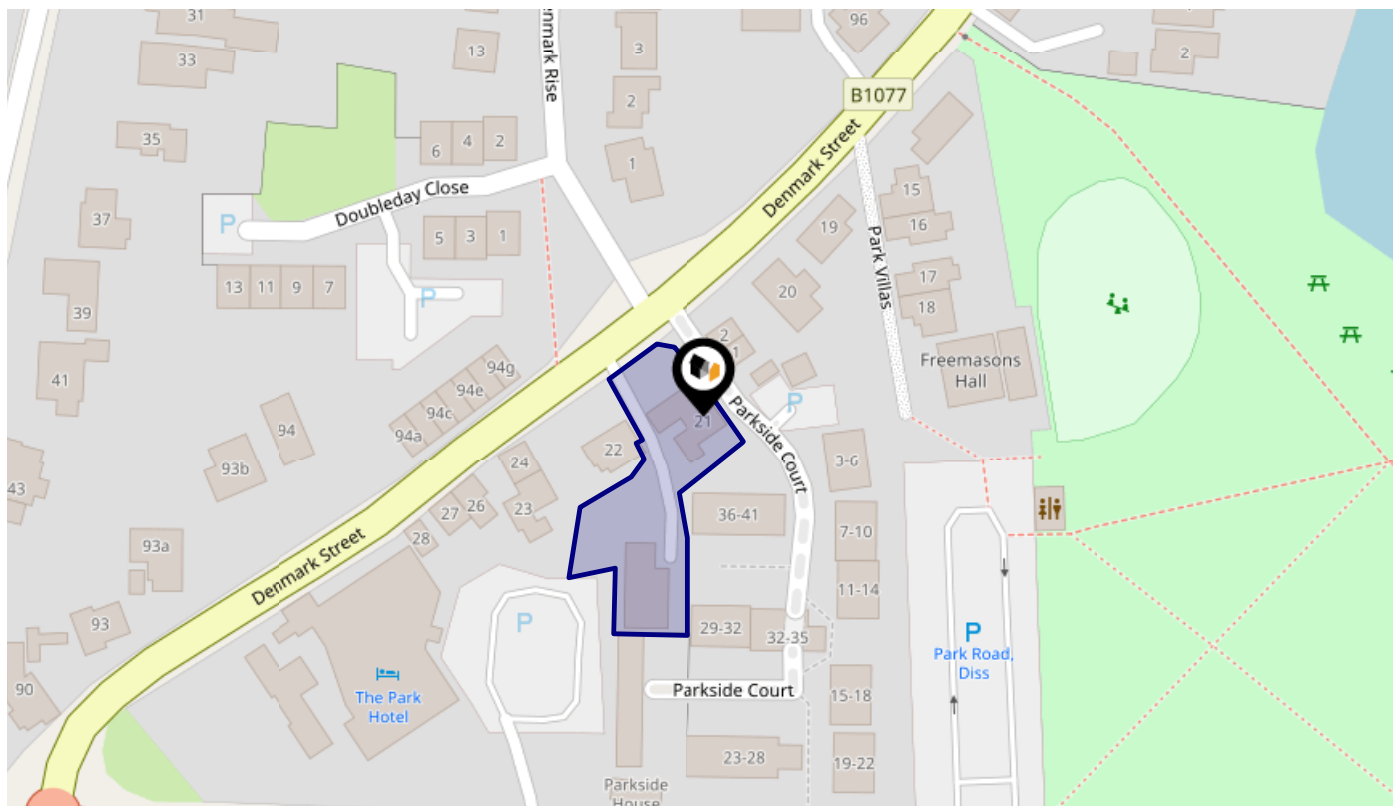 31
33
13
3
96
2
Denmark Rise
B1077
2
35
6
4
2
1
Denmark Street
Doubleday Close
37
P
5
3
1
15
19
16
Park Villas
13
11
9
7
P
17
20
18
39
2
1
Freemasons
Hall
41
94g
94e
94c
94a
94
P
Parkside Court
21
22
93b
24
3-6
43
26
23
27
36-41
28
7-10
93a
Denmark Street
11-14
93
P
29-32
32-35
P
Park Road,
Diss
90
The Park
Hotel
Parkside Court
15-18
23-28
19-22
Parkside
House